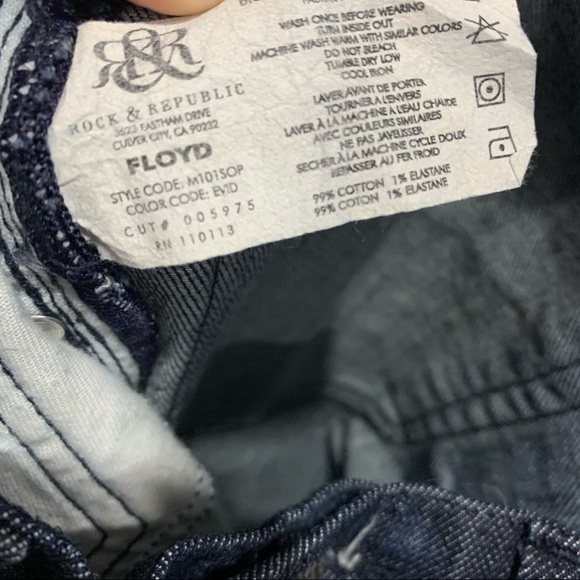 R&R
ROCK & REPUBLIC
3523 EASTHAM DRIVE
CULVER CITY, CA 90232
FLOYD
STYLE CODE: M101SOP
COLOR CODE: EV1D
CUT# 005975
RN 110113
WASH ONCE BEFORE WEARING
TURN INSIDE OUT
MACHINE WASH WARM WITH SIMILAR COLORS
DO NOT BLEACH
TUMBLE DRY LOW
COOL IRON
LAVER AVANT DE PORTER
TOURNER A L'ENVERS
LAVER À LA MACHINE A L'EAU CHAUDE
AVEC COULEURS SIMILAIRES
NE PAS JAVELISSER
SECHER À LA MACHINE CYCLE DOUX
REPASSER AU FER FROID
99% COTTON 1% ELASTANE
99% COTTON 1% ELASTANE